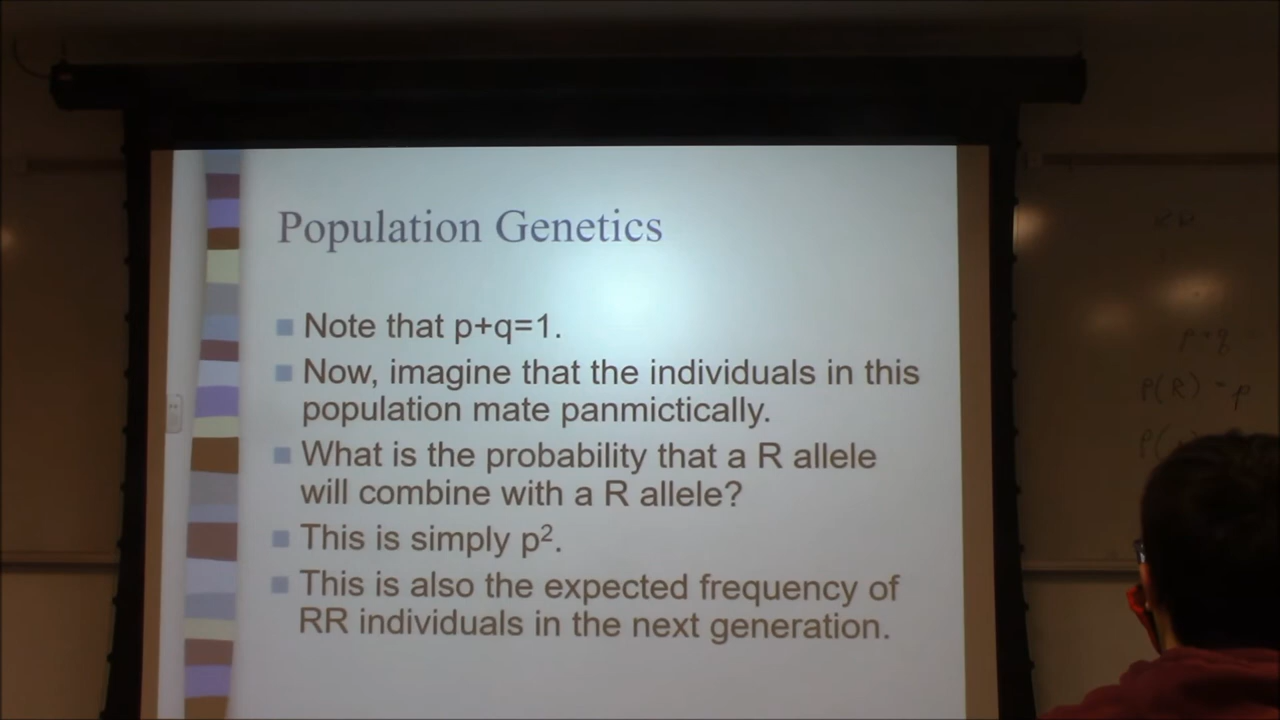 Population Genetics
Note that p+q=1.
Now, imagine that the individuals in this
population mate panmictically.
What is the probability that a R allele
will combine with a R allele?
This is simply p².
This is also the expected frequency of
RR individuals in the next generation.
p+q
P(R) = p